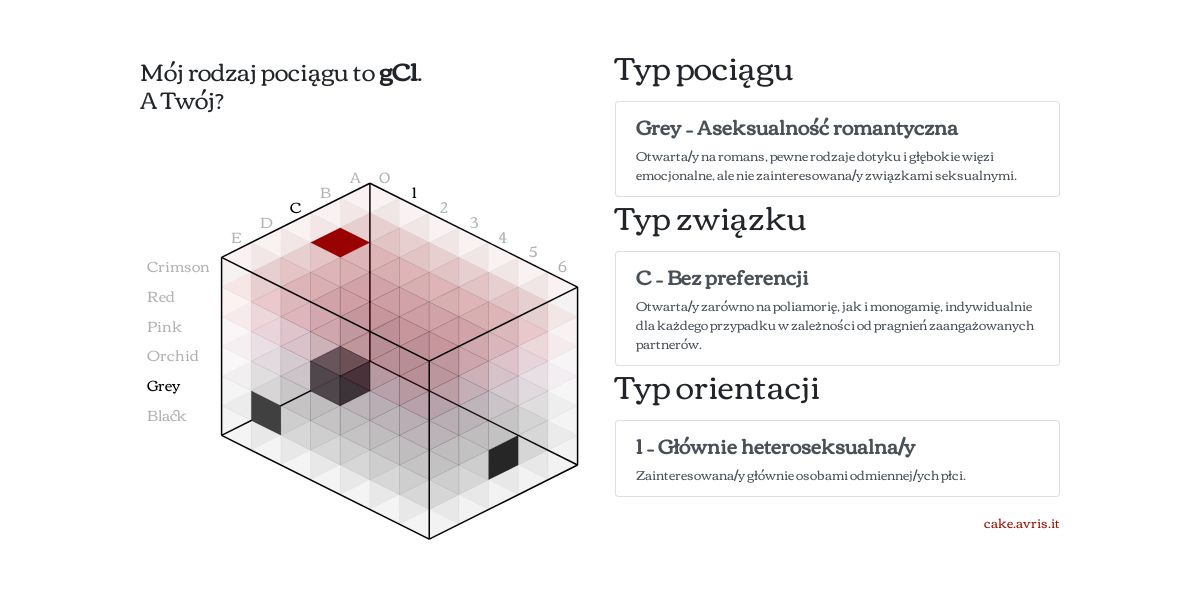 Mój rodzaj pociągu to gC1.
A Twój?
A
O
B
1
C
2
D
3
E
4
5
6
Crimson
Red
Pink
Orchid
Grey
Black
Typ pociągu
Grey – Aseksualność romantyczna
Otwarta/y na romans, pewne rodzaje dotyku i głębokie więzi
emocjonalne, ale nie zainteresowana/y związkami seksualnymi.
Typ związku
C – Bez preferencji
Otwarta/y zarówno na poliamorię, jak i monogamię, indywidualnie
dla każdego przypadku w zależności od pragnień zaangażowanych
partnerów.
Typ orientacji
1 – Głównie heteroseksualna/y
Zainteresowana/y głównie osobami odmiennej/ych płci.
cake.avris.it